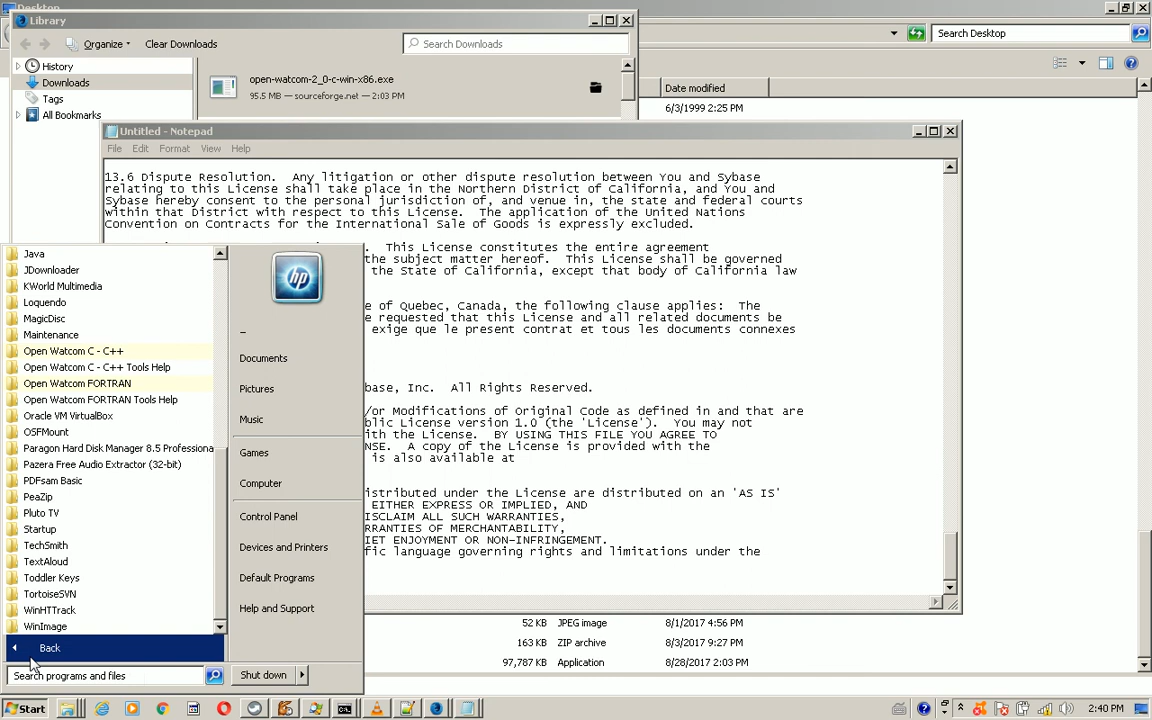 Desktop
Library
Organize
Clear Downloads
Search Downloads
Search Desktop
History
Downloads
Tags
All Bookmarks
open-watcom-2_0-c-win-x86.exe
95.5 MB — sourceforge.net — 2:03 PM
Date modified
6/3/1999 2:25 PM
Untitled - Notepad
File Edit Format View Help
13.6 Dispute Resolution.  Any litigation or other dispute resolution between You and Sybase
relating to this License shall take place in the Northern District of California, and You and
Sybase hereby consent to the personal jurisdiction of, and venue in, the state and federal courts
within that District with respect to this License.  The application of the United Nations
Convention on Contracts for the International Sale of Goods is expressly excluded.
.  This License constitutes the entire agreement
the subject matter hereof.  This License shall be governed
the State of California, except that body of California law
e of Quebec, Canada, the following clause applies:  The
e requested that this License and all related documents be
exige que le present contrat et tous les documents connexes
base, Inc.  All Rights Reserved.
/or Modifications of Original Code as defined in and that are
blic License version 1.0 (the 'License').  You may not
ith the License.  BY USING THIS FILE YOU AGREE TO
NSE.  A copy of the License is provided with the
is also available at
istributed under the License are distributed on an 'AS IS'
EITHER EXPRESS OR IMPLIED, AND
ISCLAIM ALL SUCH WARRANTIES,
RRANTIES OF MERCHANTABILITY,
IET ENJOYMENT OR NON-INFRINGEMENT.
fic language governing rights and limitations under the
Java
JDownloader
KWorld Multimedia
Loquendo
MagicDisc
Maintenance
Open Watcom C - C++
Open Watcom C - C++ Tools Help
Open Watcom FORTRAN
Open Watcom FORTRAN Tools Help
Oracle VM VirtualBox
OSFMount
Paragon Hard Disk Manager 8.5 Professiona
Pazera Free Audio Extractor (32-bit)
PDFsam Basic
PeaZip
Pluto TV
Startup
TechSmith
TextAloud
Toddler Keys
TortoiseSVN
WinHTTrack
WinImage
Back
Search programs and files
hp
_
Documents
Pictures
Music
Games
Computer
Control Panel
Devices and Printers
Default Programs
Help and Support
Shut down
52 KB JPEG image 8/1/2017 4:56 PM
163 KB ZIP archive 8/3/2017 9:27 PM
97,787 KB Application 8/28/2017 2:03 PM
Start
2:40 PM